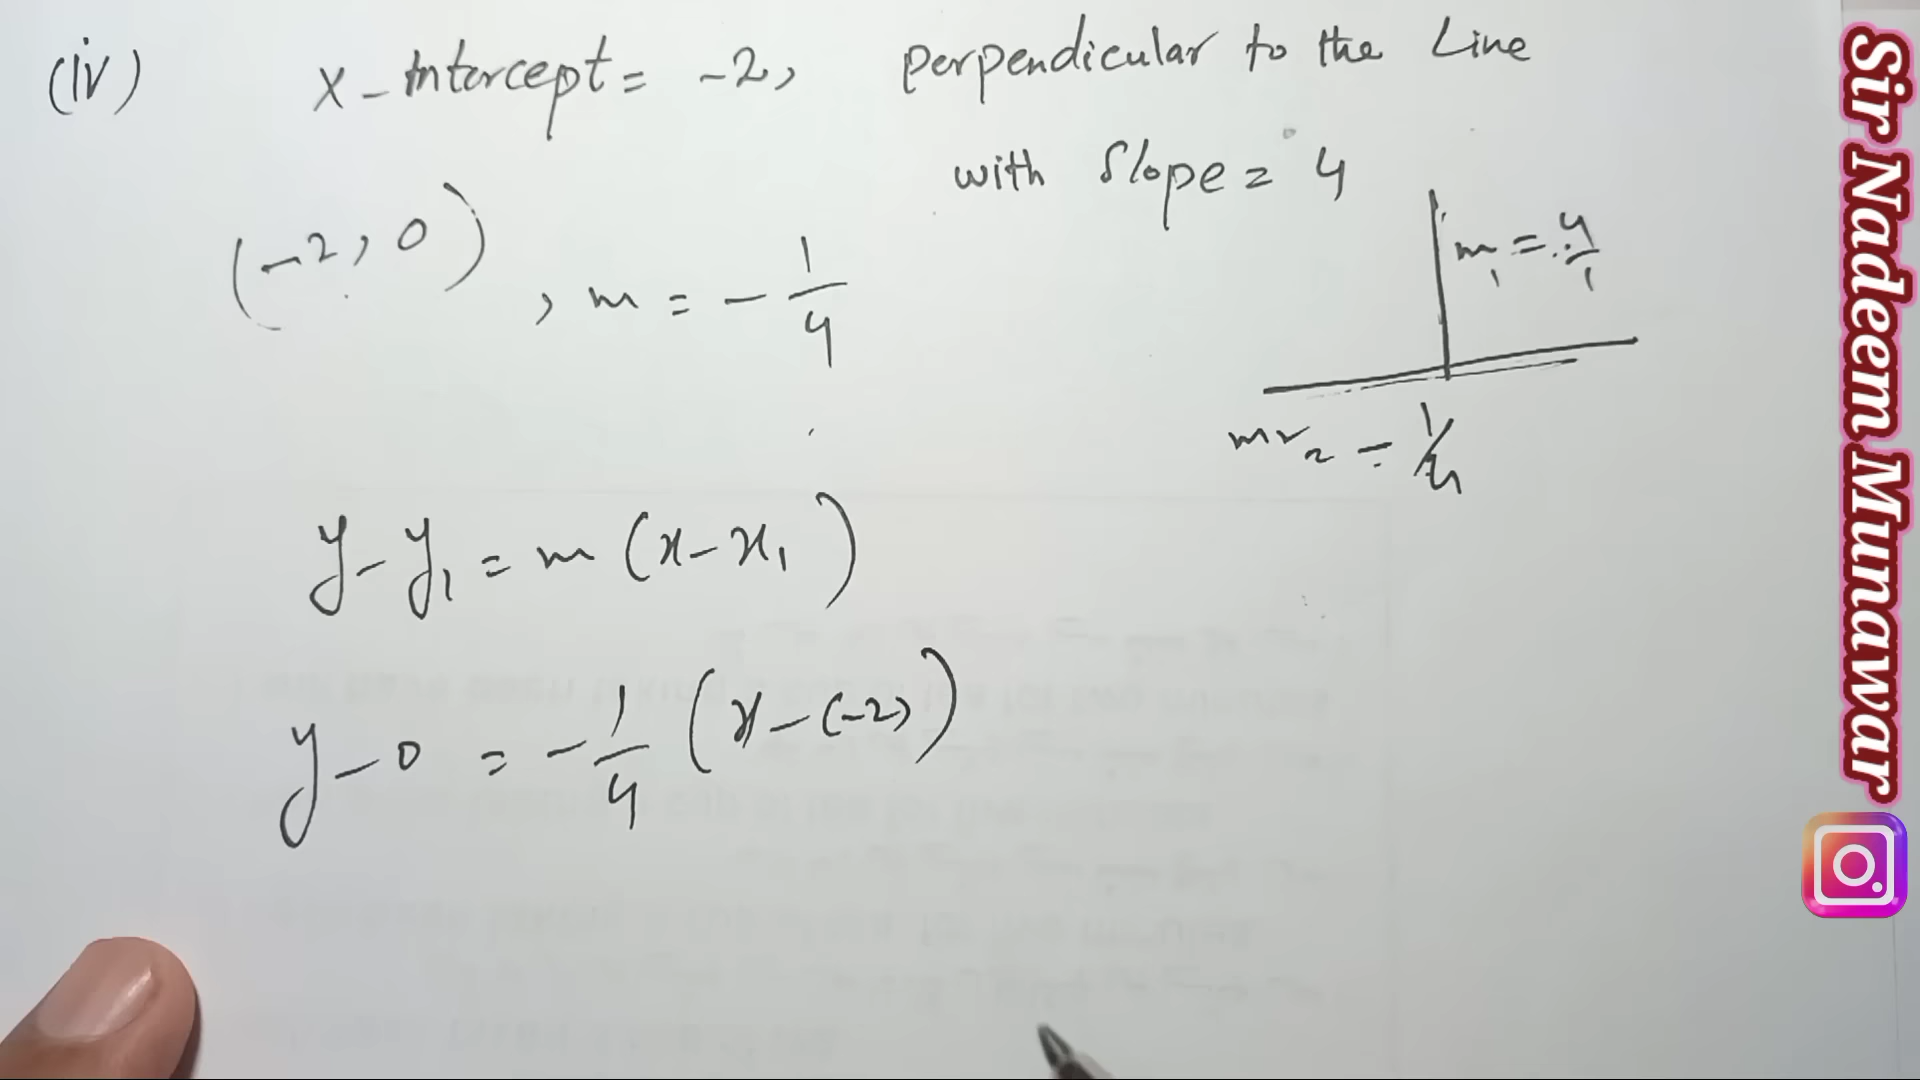 (iv) x-Intercept = -2, perpendicular to the Line
with Slope = 4
(-2, 0), m = -1/4
m₁ = 4/1
m₂ = -1/4
y - y₁ = m (x - x₁)
y - 0 = -1/4 (x - (-2))
Sir Nadeem Munawar